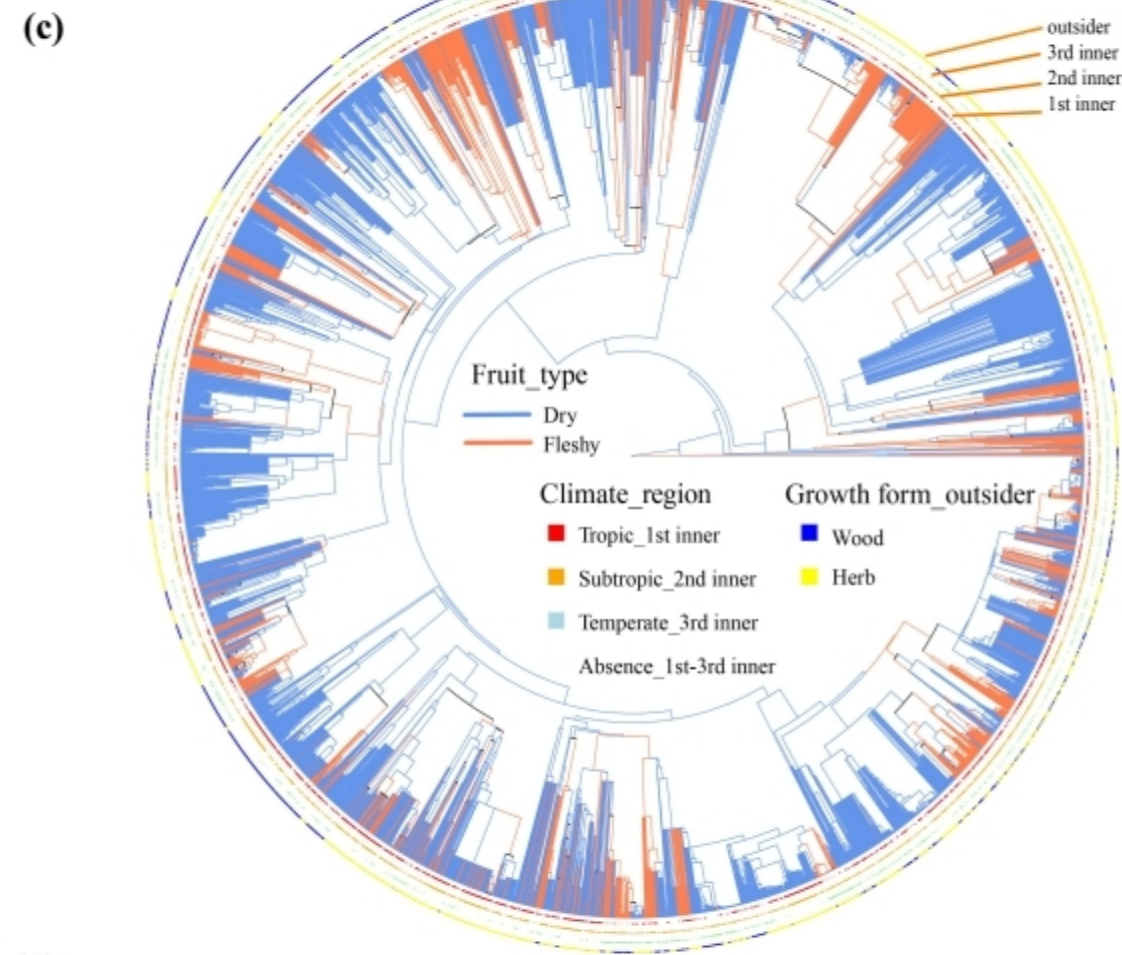 (c)
outsider
3rd inner
2nd inner
1st inner
Fruit_type
Dry
Fleshy
Climate_region
Tropic_1st inner
Subtropic_2nd inner
Temperate_3rd inner
Absence_1st-3rd inner
Growth form_outsider
Wood
Herb